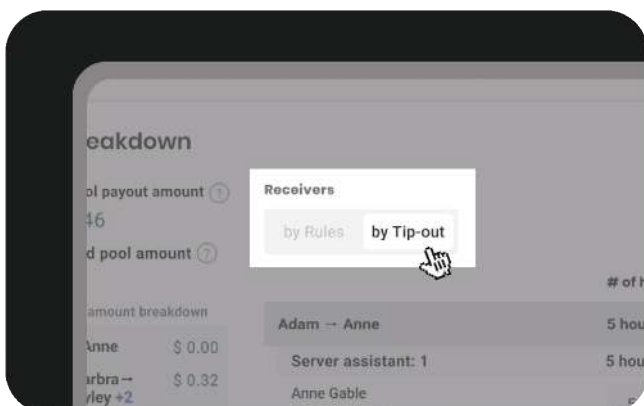 eakdown
ol payout amount ?
46
d pool amount ?
amount breakdown
Anne $ 0.00
arbra →
yley +2 $ 0.32
Receivers
by Rules by Tip-out
# of h
Adam → Anne 5 hou
Server assistant: 1 5 hou
Anne Gable